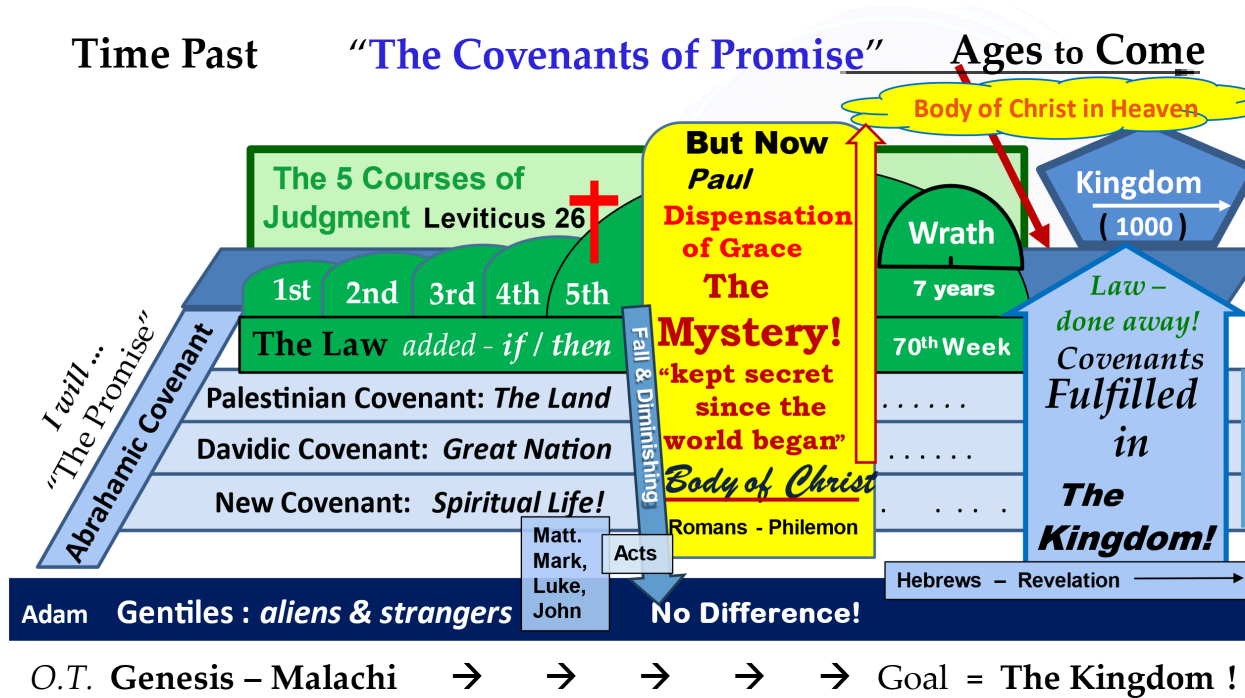 Time Past “The Covenants of Promise” Ages to Come
Body of Christ in Heaven
But Now
Paul
Dispensation
of Grace
The
Mystery!
“kept secret
since the
world began”
Body of Christ
Romans - Philemon
The 5 Courses of
Judgment Leviticus 26
1st 2nd 3rd 4th 5th
The Law added - if / then
Palestinian Covenant: The Land
Davidic Covenant: Great Nation
New Covenant: Spiritual Life!
I will ...
“The Promise”
Abrahamic Covenant
Fall & Diminishing
Wrath
7 years
70th Week
. . . . . .
. . . . . .
. . . . .
Kingdom
( 1000 )
Law –
done away!
Covenants
Fulfilled
in
The
Kingdom!
Matt.
Mark,
Luke,
John
Acts
Hebrews – Revelation
Adam Gentiles : aliens & strangers No Difference!
O.T. Genesis – Malachi → → → → → Goal = The Kingdom !